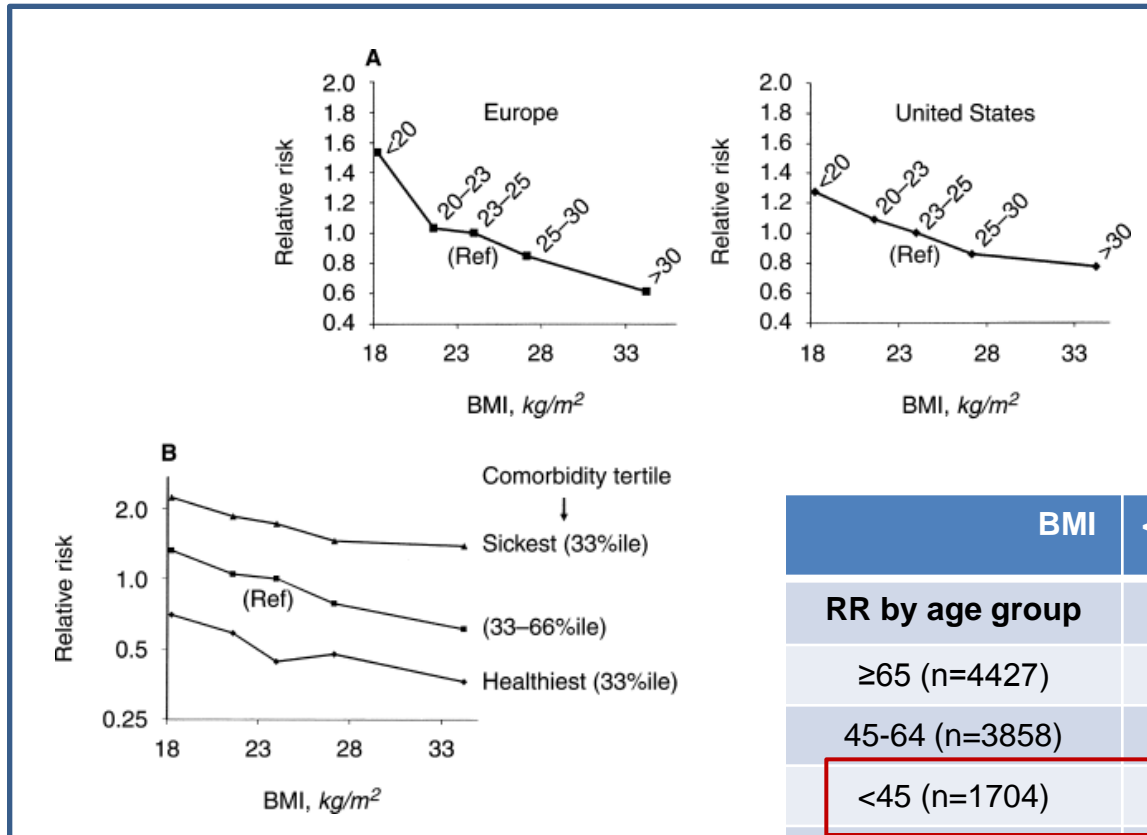 A
2.0
1.8
1.6
1.4
1.2
1.0
0.8
0.6
0.4
Relative risk
Europe
<20
20–23
23–25
(Ref)
25–30
>30
18 23 28 33
BMI, kg/m²
2.0
1.8
1.6
1.4
1.2
1.0
0.8
0.6
0.4
Relative risk
United States
<20
20–23
23–25
(Ref)
25–30
>30
18 23 28 33
BMI, kg/m²
B
2.0
1.0
0.5
0.25
Relative risk
Comorbidity tertile
Sickest (33%ile)
(Ref)
(33–66%ile)
Healthiest (33%ile)
18 23 28 33
BMI, kg/m²
BMI
RR by age group
≥65 (n=4427)
45-64 (n=3858)
<45 (n=1704)